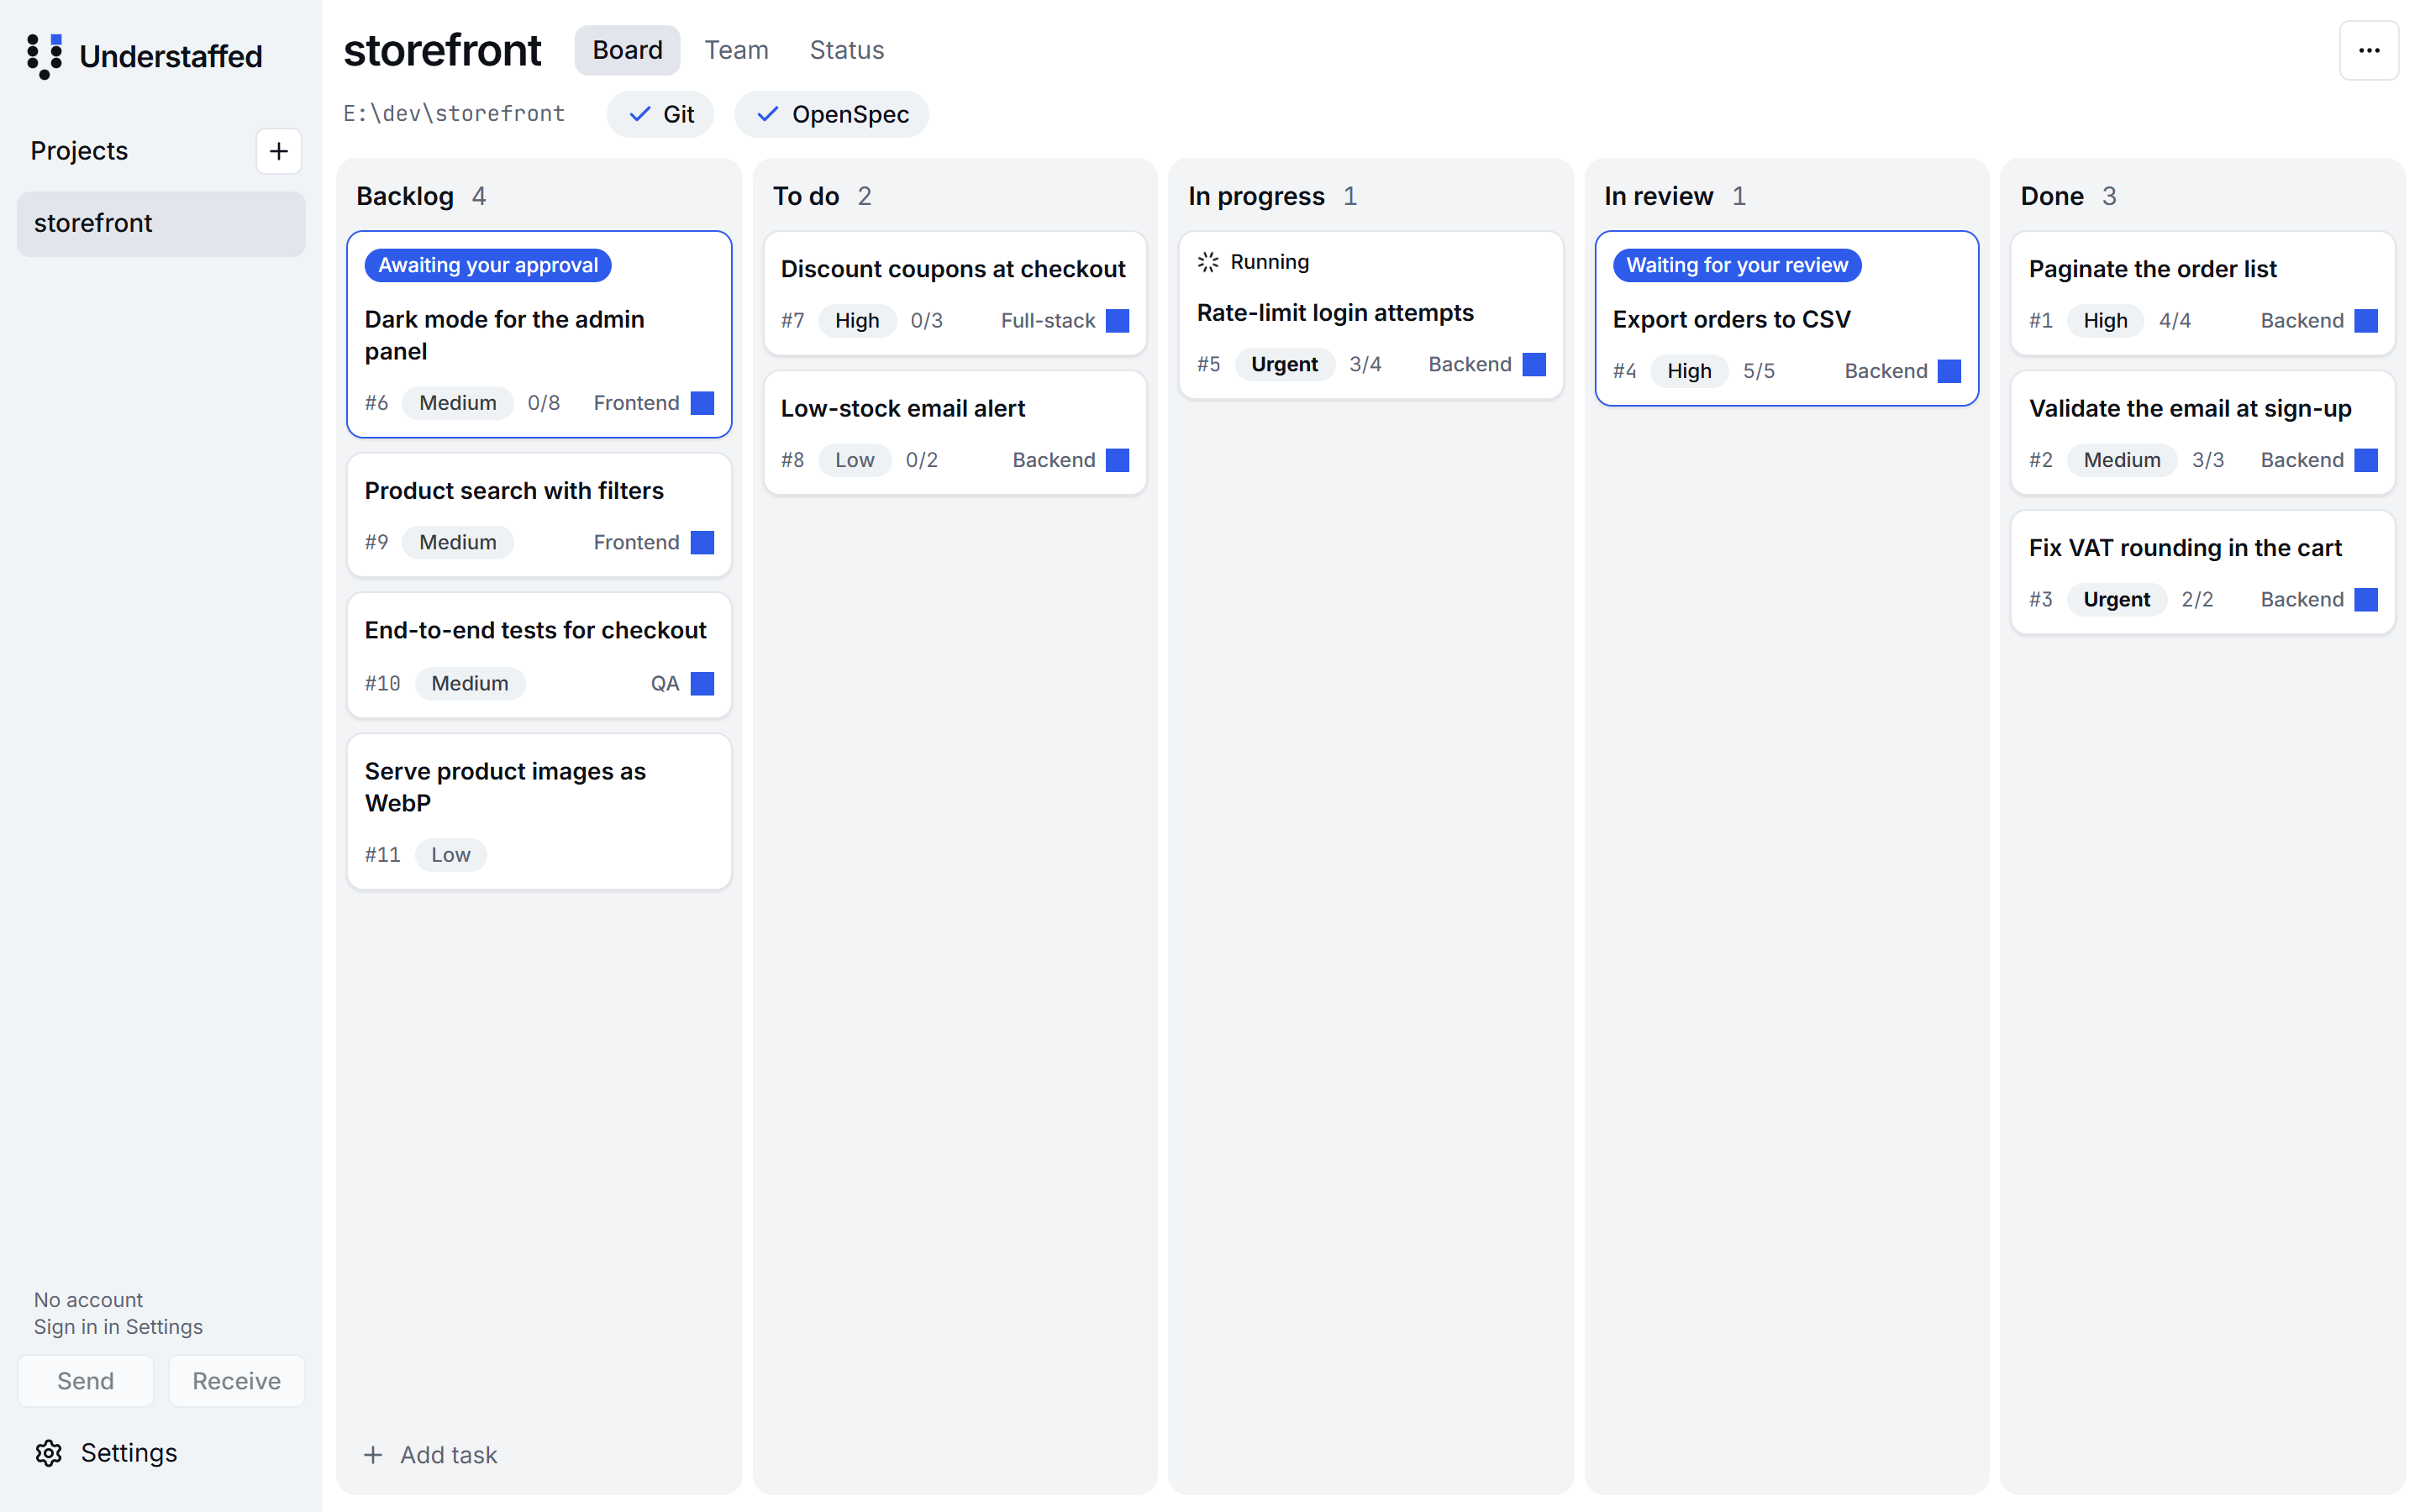 Understaffed
Projects
storefront
No account
Sign in in Settings
Send Receive
Settings
storefront Board Team Status
E:\dev\storefront Git OpenSpec
Backlog 4
Awaiting your approval
Dark mode for the admin
panel
#6 Medium 0/8 Frontend
Product search with filters
#9 Medium Frontend
End-to-end tests for checkout
#10 Medium QA
Serve product images as
WebP
#11 Low
Add task
To do 2
Discount coupons at checkout
#7 High 0/3 Full-stack
Low-stock email alert
#8 Low 0/2 Backend
In progress 1
Running
Rate-limit login attempts
#5 Urgent 3/4 Backend
In review 1
Waiting for your review
Export orders to CSV
#4 High 5/5 Backend
Done 3
Paginate the order list
#1 High 4/4 Backend
Validate the email at sign-up
#2 Medium 3/3 Backend
Fix VAT rounding in the cart
#3 Urgent 2/2 Backend